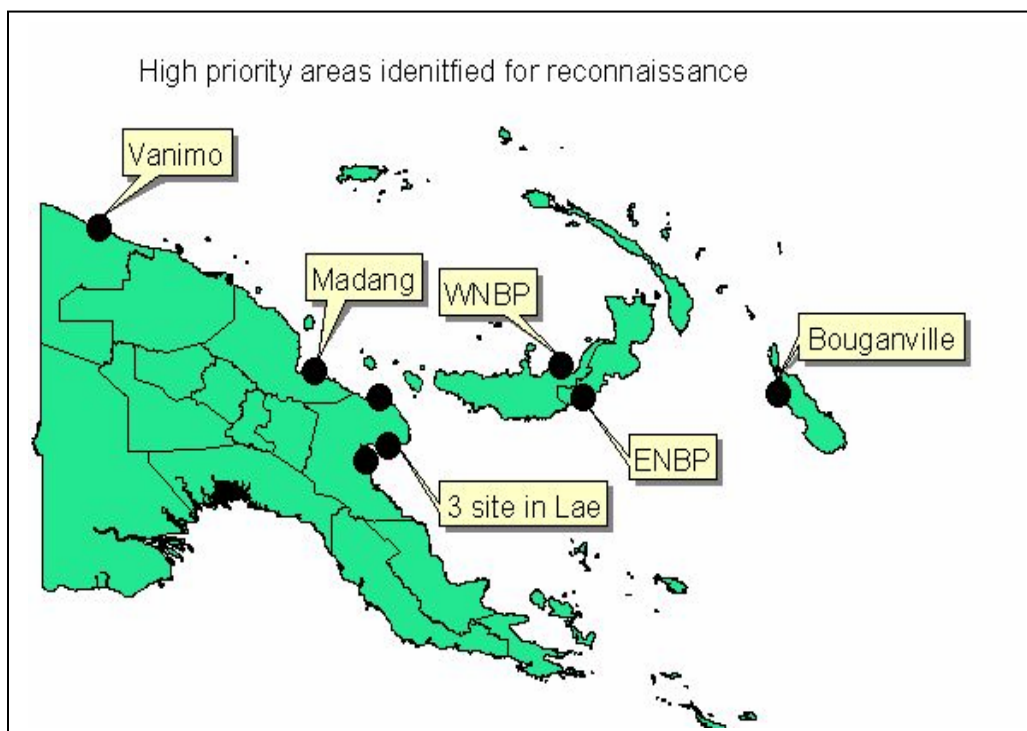 High priority areas idenitfied for reconnaissance
Vanimo
Madang
WNBP
Bouganville
ENBP
3 site in Lae